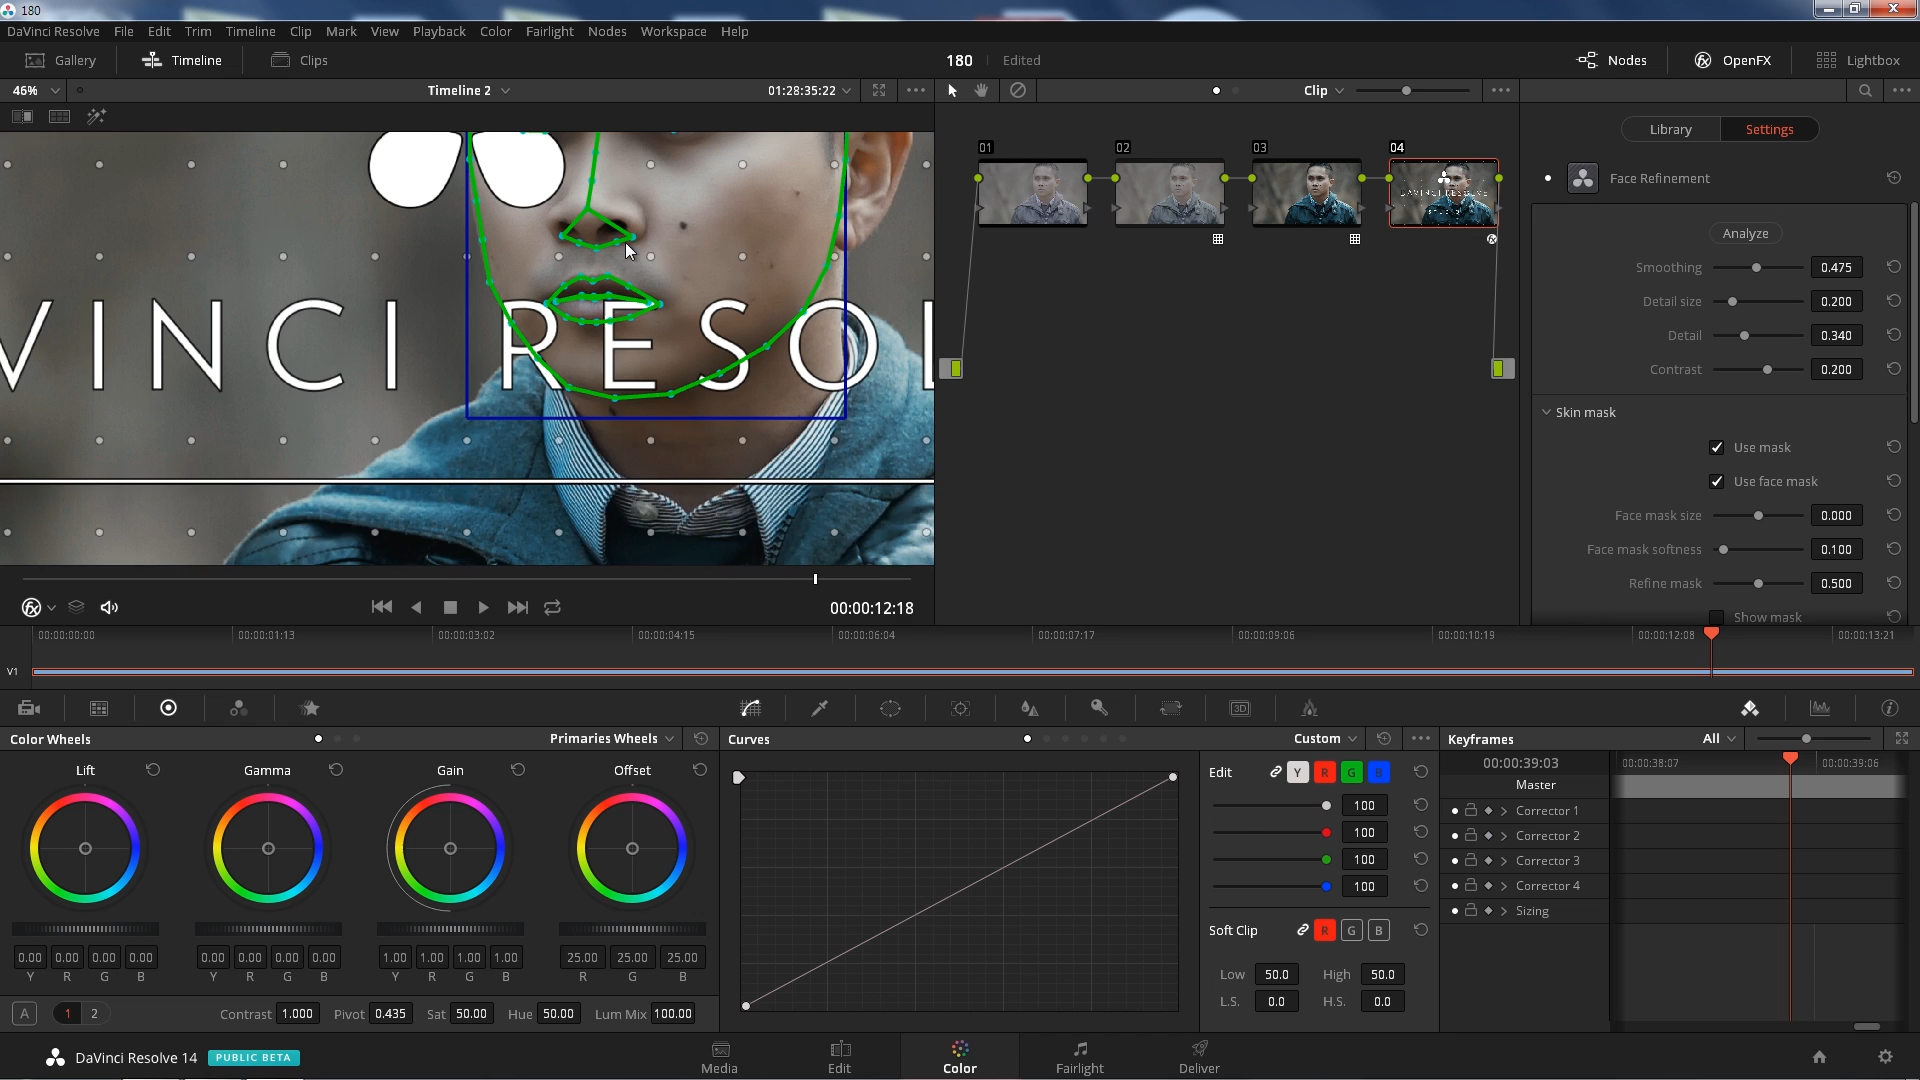 180
DaVinci Resolve File Edit Trim Timeline Clip Mark View Playback Color Fairlight Nodes Workspace Help
Gallery Timeline Clips 180 Edited Nodes OpenFX Lightbox
46% Timeline 2 01:28:35:22 Clip
Library Settings
01 02 03 04
Face Refinement
Analyze
Smoothing 0.475
Detail size 0.200
Detail 0.340
Contrast 0.200
Skin mask
Use mask
Use face mask
Face mask size 0.000
Face mask softness 0.100
Refine mask 0.500
Show mask
VINCI RESOL
DAVINCI RESOLVE
00:00:12:18
00:00:00:00 00:00:01:13 00:00:03:02 00:00:04:15 00:00:06:04 00:00:07:17 00:00:09:06 00:00:10:19 00:00:12:08 00:00:13:21
V1
3D
Color Wheels Primaries Wheels
Lift Gamma Gain Offset
0.00 0.00 0.00 0.00 0.00 0.00 0.00 0.00 1.00 1.00 1.00 1.00 25.00 25.00 25.00
Y R G B Y R G B Y R G B R G B
A 1 2 Contrast 1.000 Pivot 0.435 Sat 50.00 Hue 50.00 Lum Mix 100.00
Curves Custom
Edit Y R G B
100
100
100
100
Soft Clip R G B
Low 50.0 High 50.0
L.S. 0.0 H.S. 0.0
Keyframes All
00:00:39:03 00:00:38:07 00:00:39:06
Master
Corrector 1
Corrector 2
Corrector 3
Corrector 4
Sizing
DaVinci Resolve 14 PUBLIC BETA
Media Edit Color Fairlight Deliver